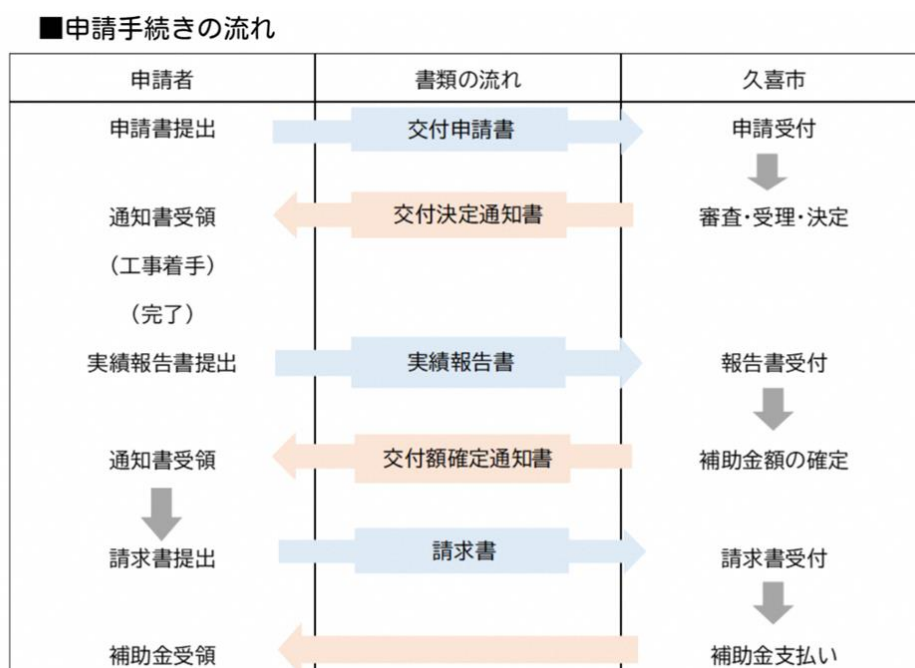 ■申請手続きの流れ
申請者 書類の流れ 久喜市
申請書提出 交付申請書 申請受付
通知書受領 交付決定通知書 審査・受理・決定
（工事着手）
（完了）
実績報告書提出 実績報告書 報告書受付
通知書受領 交付額確定通知書 補助金額の確定
請求書提出 請求書 請求書受付
補助金受領 補助金支払い